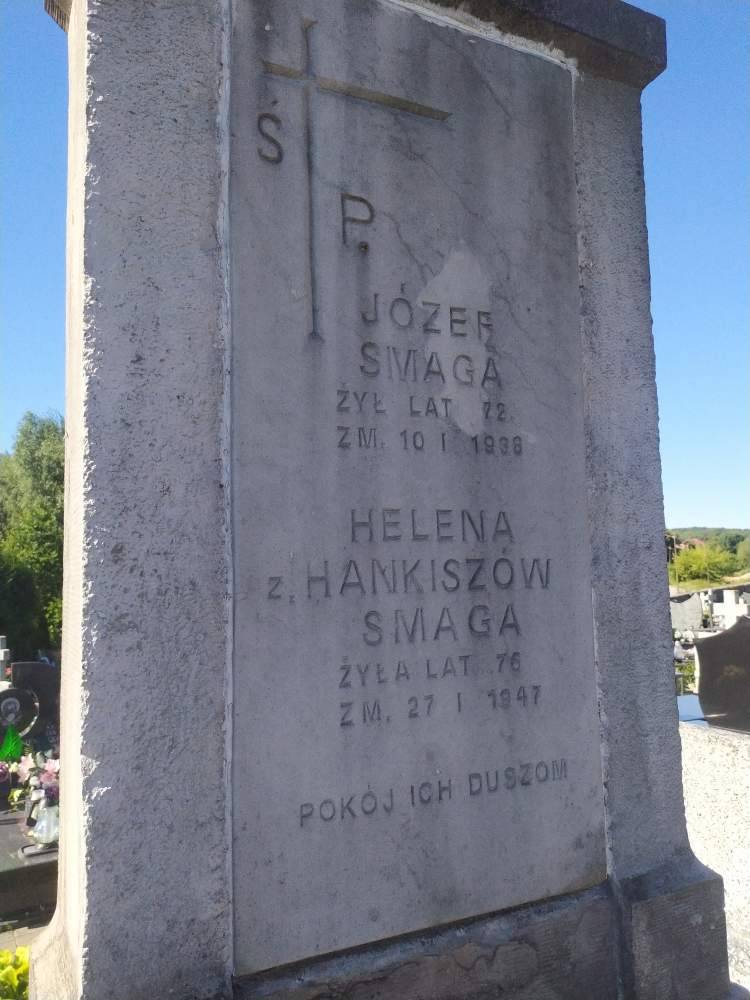 Ś
P.
JÓZEF
SMAGA
ŻYŁ LAT 72.
ZM. 10 I 1938
HELENA
z. HANKISZÓW
SMAGA
ŻYŁA LAT. 76
ZM. 27 I 1947
POKÓJ ICH DUSZOM